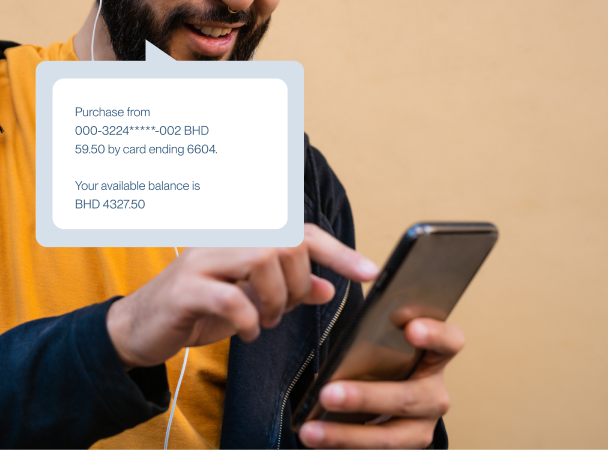 Purchase from
000-3224*****-002 BHD
59.50 by card ending 6604.
Your available balance is
BHD 4327.50